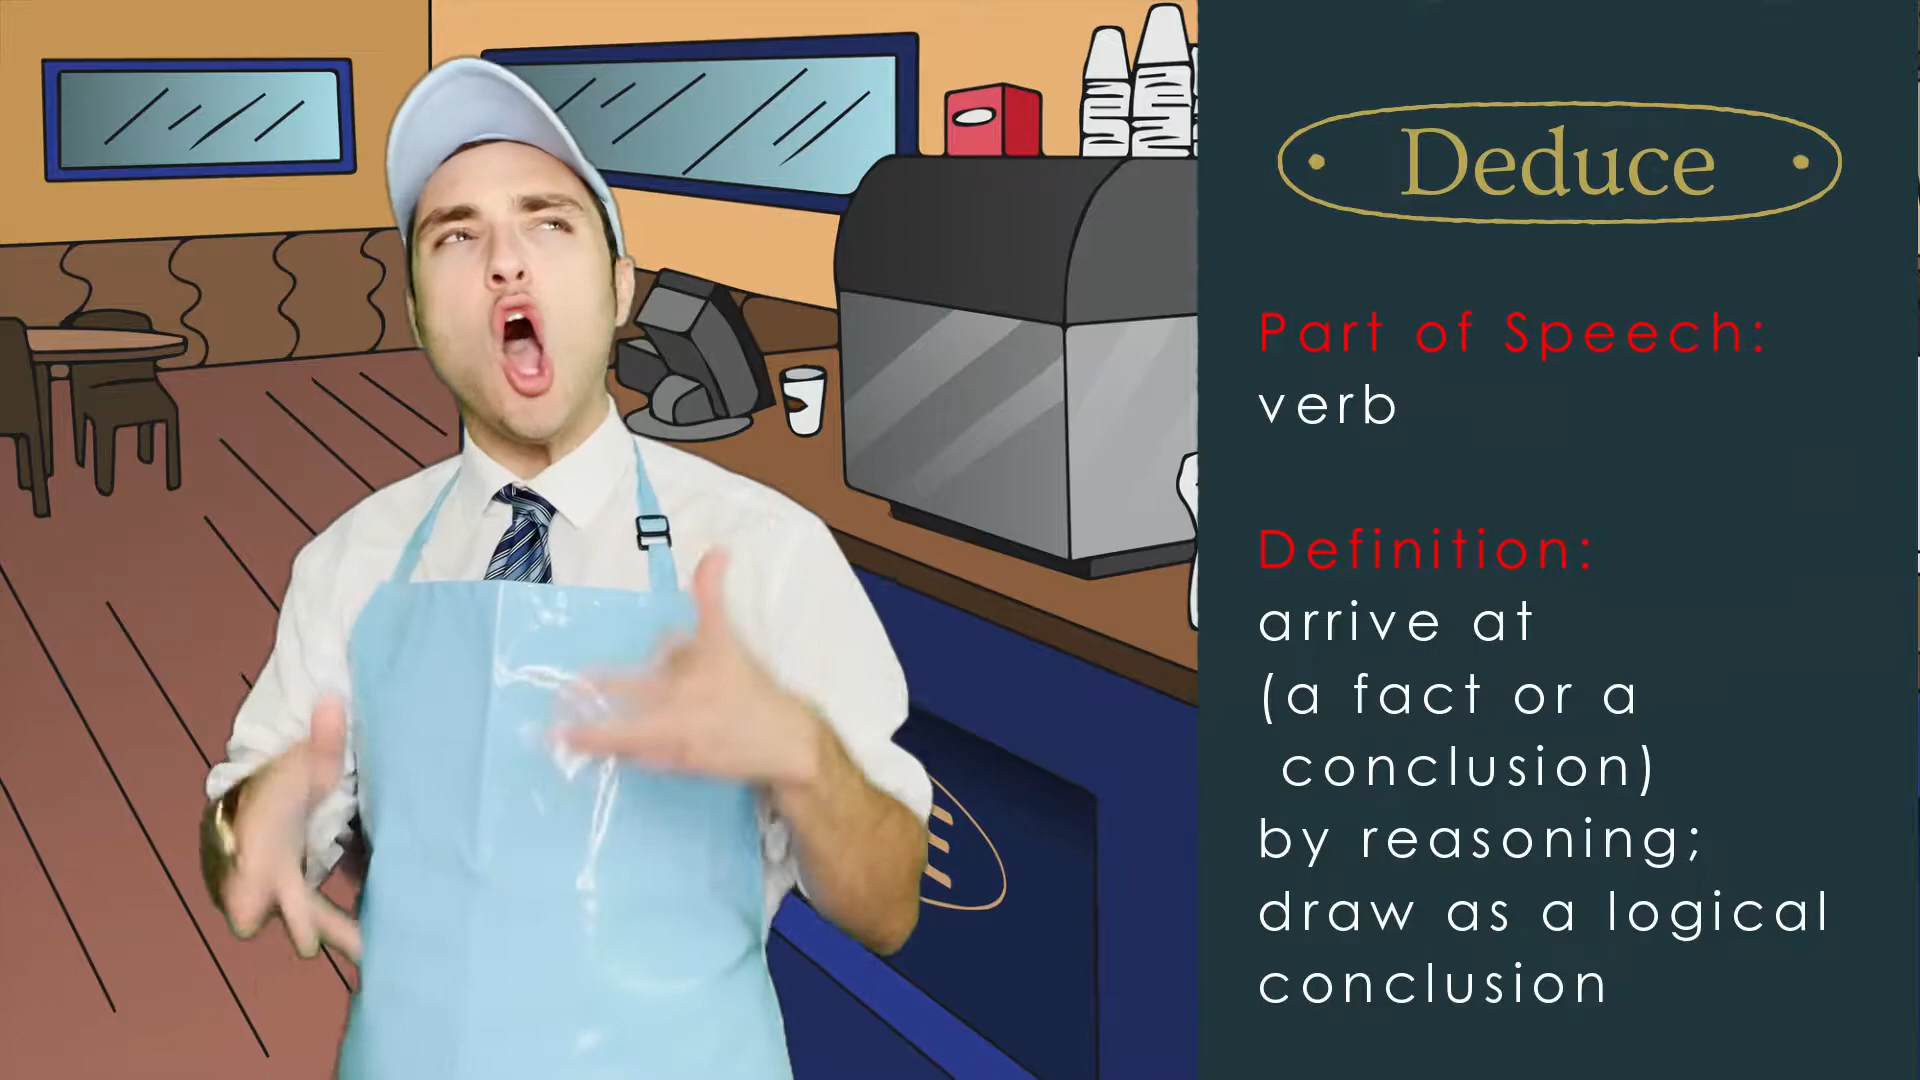 Deduce
Part of Speech:
verb
Definition:
arrive at
(a fact or a
conclusion)
by reasoning;
draw as a logical
conclusion